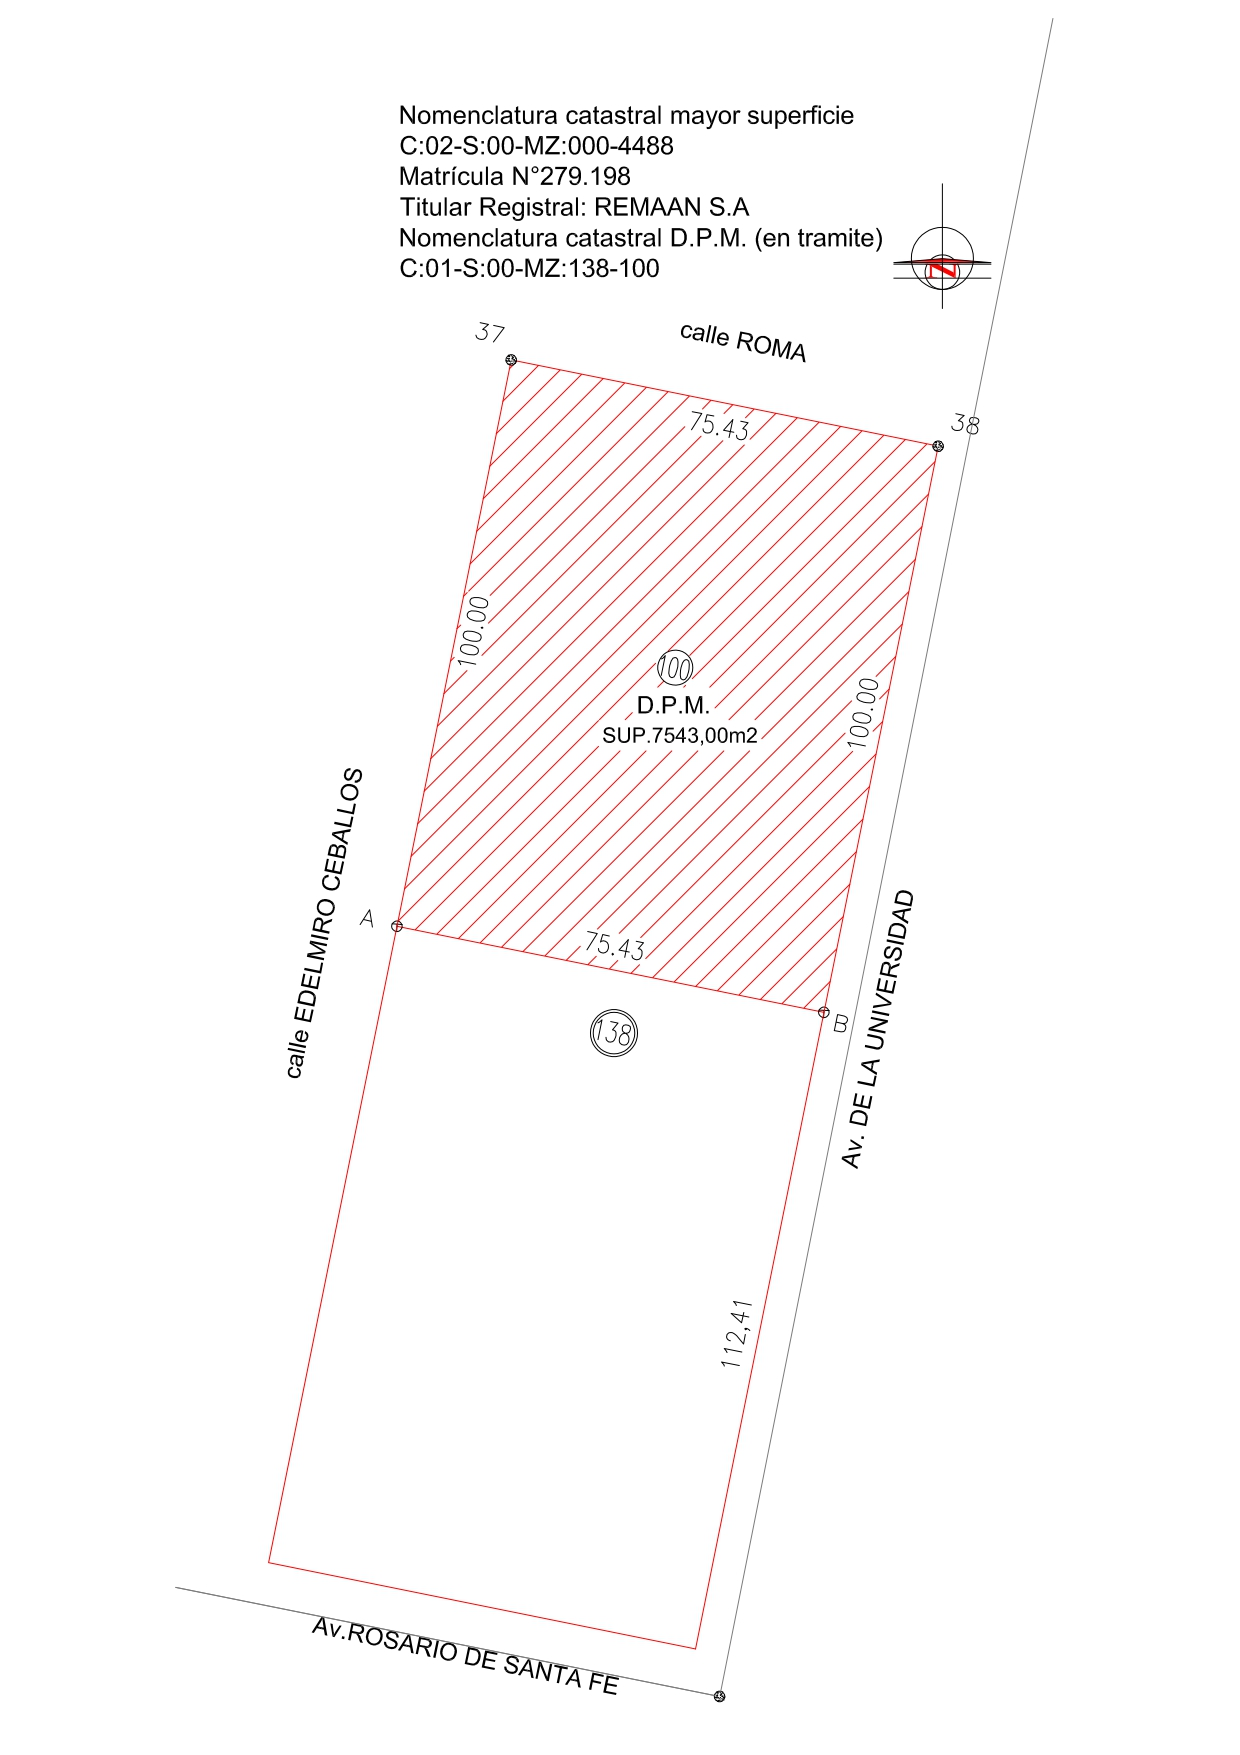 Nomenclatura catastral mayor superficie
C:02-S:00-MZ:000-4488
Matrícula N°279.198
Titular Registral: REMAAN S.A
Nomenclatura catastral D.P.M. (en tramite)
C:01-S:00-MZ:138-100
N
37
calle ROMA
38
75.43
100.00
100
D.P.M.
SUP.7543,00m2
100.00
calle EDELMIRO CEBALLOS
A
75.43
B
138
Av. DE LA UNIVERSIDAD
112,41
Av.ROSARIO DE SANTA FE